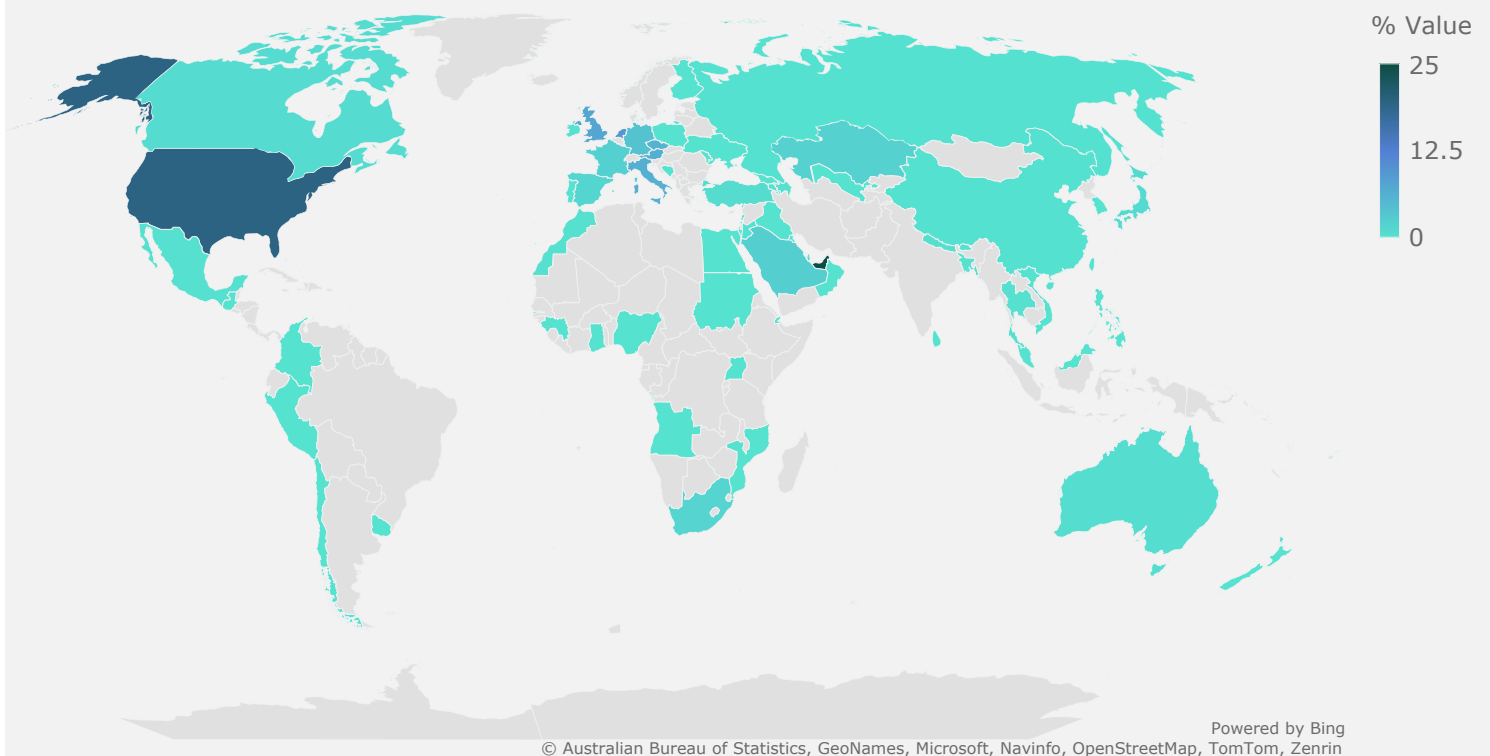 % Value
25
12.5
0
Powered by Bing
© Australian Bureau of Statistics, GeoNames, Microsoft, Navinfo, OpenStreetMap, TomTom, Zenrin